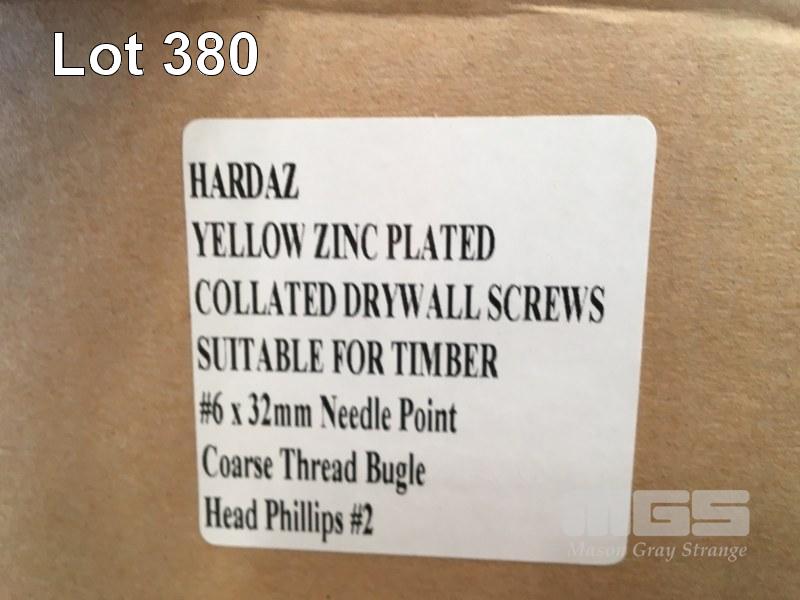 Lot 380
HARDAZ
YELLOW ZINC PLATED
COLLATED DRYWALL SCREWS
SUITABLE FOR TIMBER
#6 x 32mm Needle Point
Coarse Thread Bugle
Head Phillips #2
MGS
Mason Gray Strange